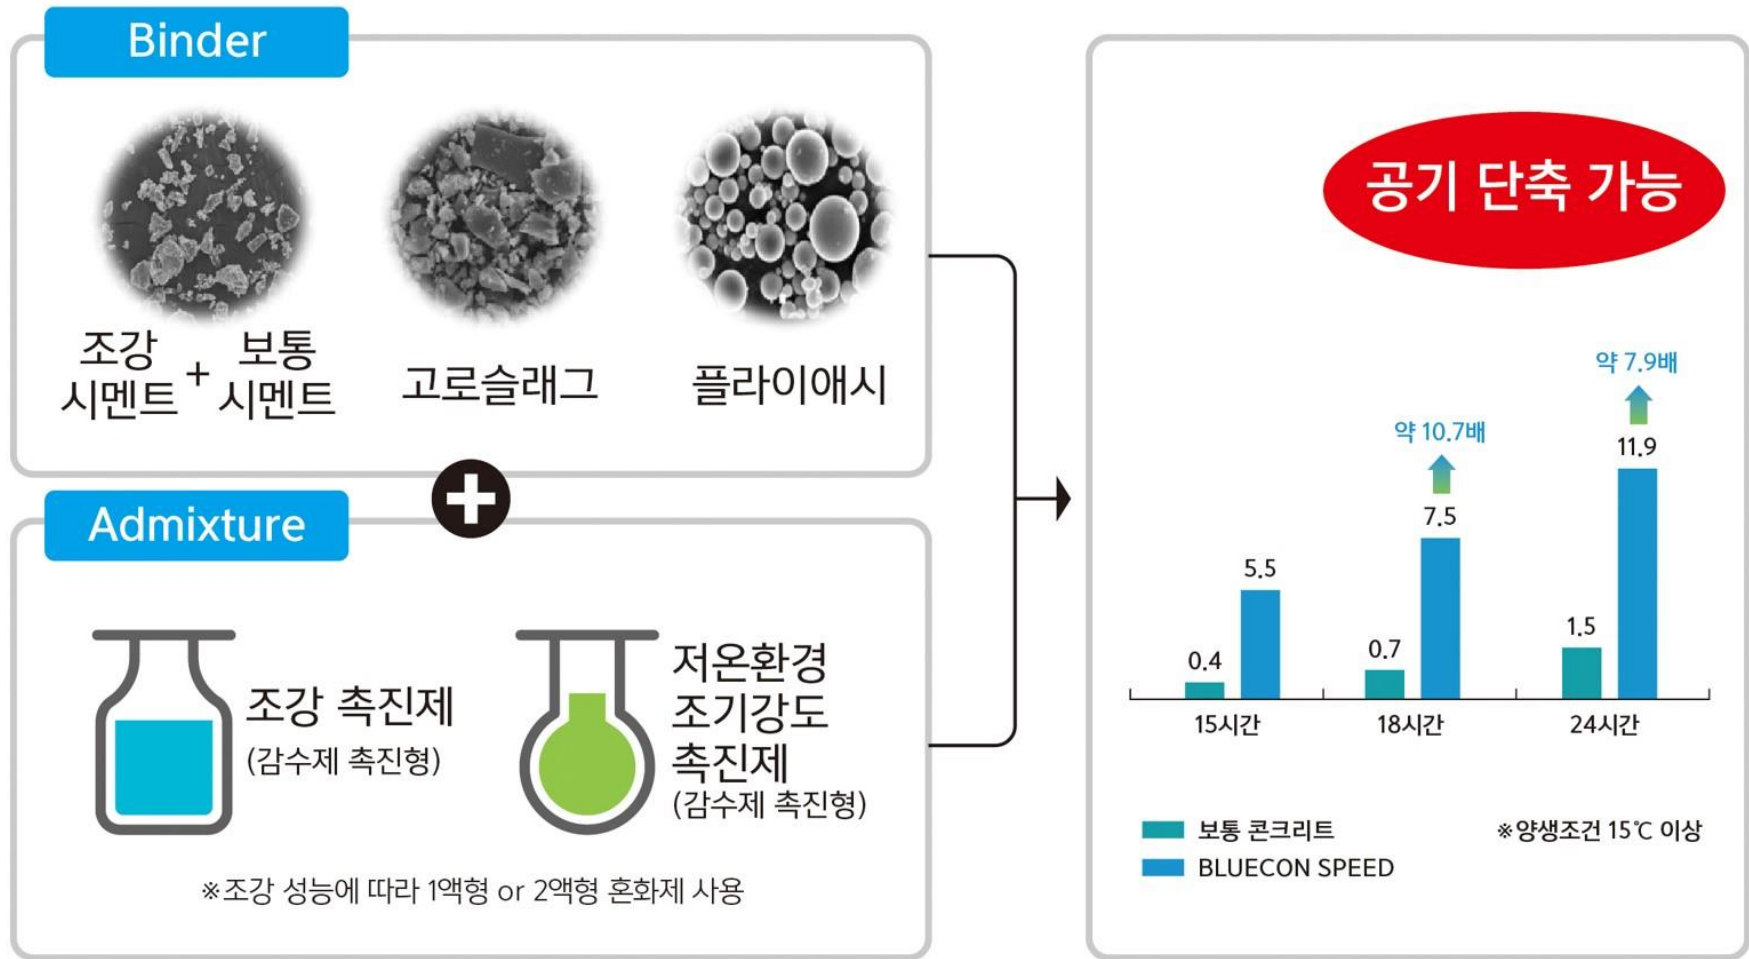 Binder
조강
시멘트
+
보통
시멘트
고로슬래그
플라이애시
Admixture
조강 촉진제
(감수제 촉진형)
저온환경
조기강도
촉진제
(감수제 촉진형)
※조강 성능에 따라 1액형 or 2액형 혼화제 사용
공기 단축 가능
약 7.9배
약 10.7배
11.9
7.5
5.5
1.5
0.7
0.4
15시간
18시간
24시간
보통 콘크리트
※양생조건 15℃ 이상
BLUECON SPEED